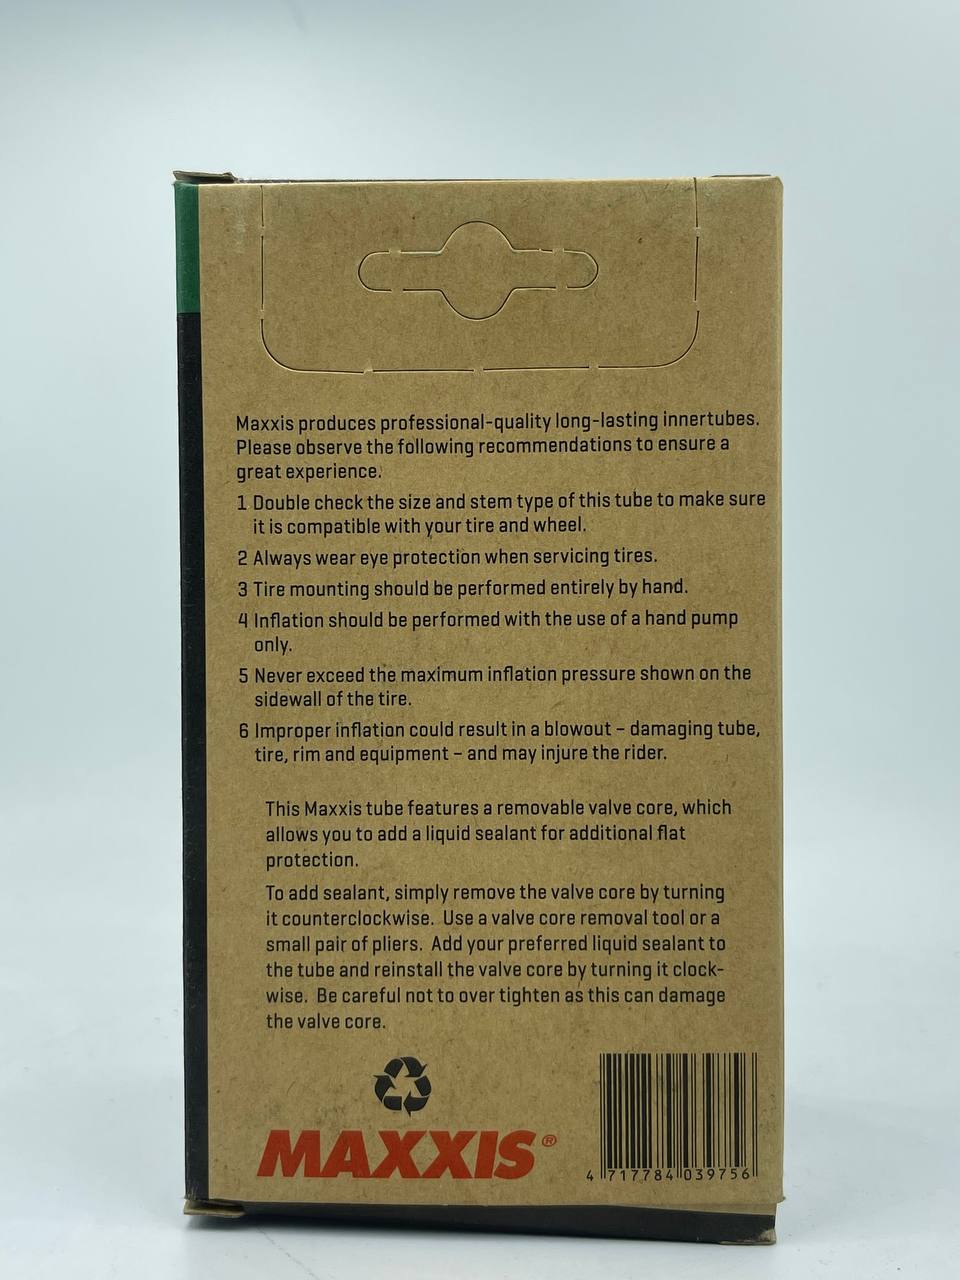 Maxxis produces professional-quality long-lasting innertubes.
Please observe the following recommendations to ensure a
great experience.
1 Double check the size and stem type of this tube to make sure
it is compatible with your tire and wheel.
2 Always wear eye protection when servicing tires.
3 Tire mounting should be performed entirely by hand.
4 Inflation should be performed with the use of a hand pump
only.
5 Never exceed the maximum inflation pressure shown on the
sidewall of the tire.
6 Improper inflation could result in a blowout – damaging tube,
tire, rim and equipment – and may injure the rider.
This Maxxis tube features a removable valve core, which
allows you to add a liquid sealant for additional flat
protection.
To add sealant, simply remove the valve core by turning
it counterclockwise. Use a valve core removal tool or a
small pair of pliers. Add your preferred liquid sealant to
the tube and reinstall the valve core by turning it clock-
wise. Be careful not to over tighten as this can damage
the valve core.
MAXXIS®
4 717784 039756